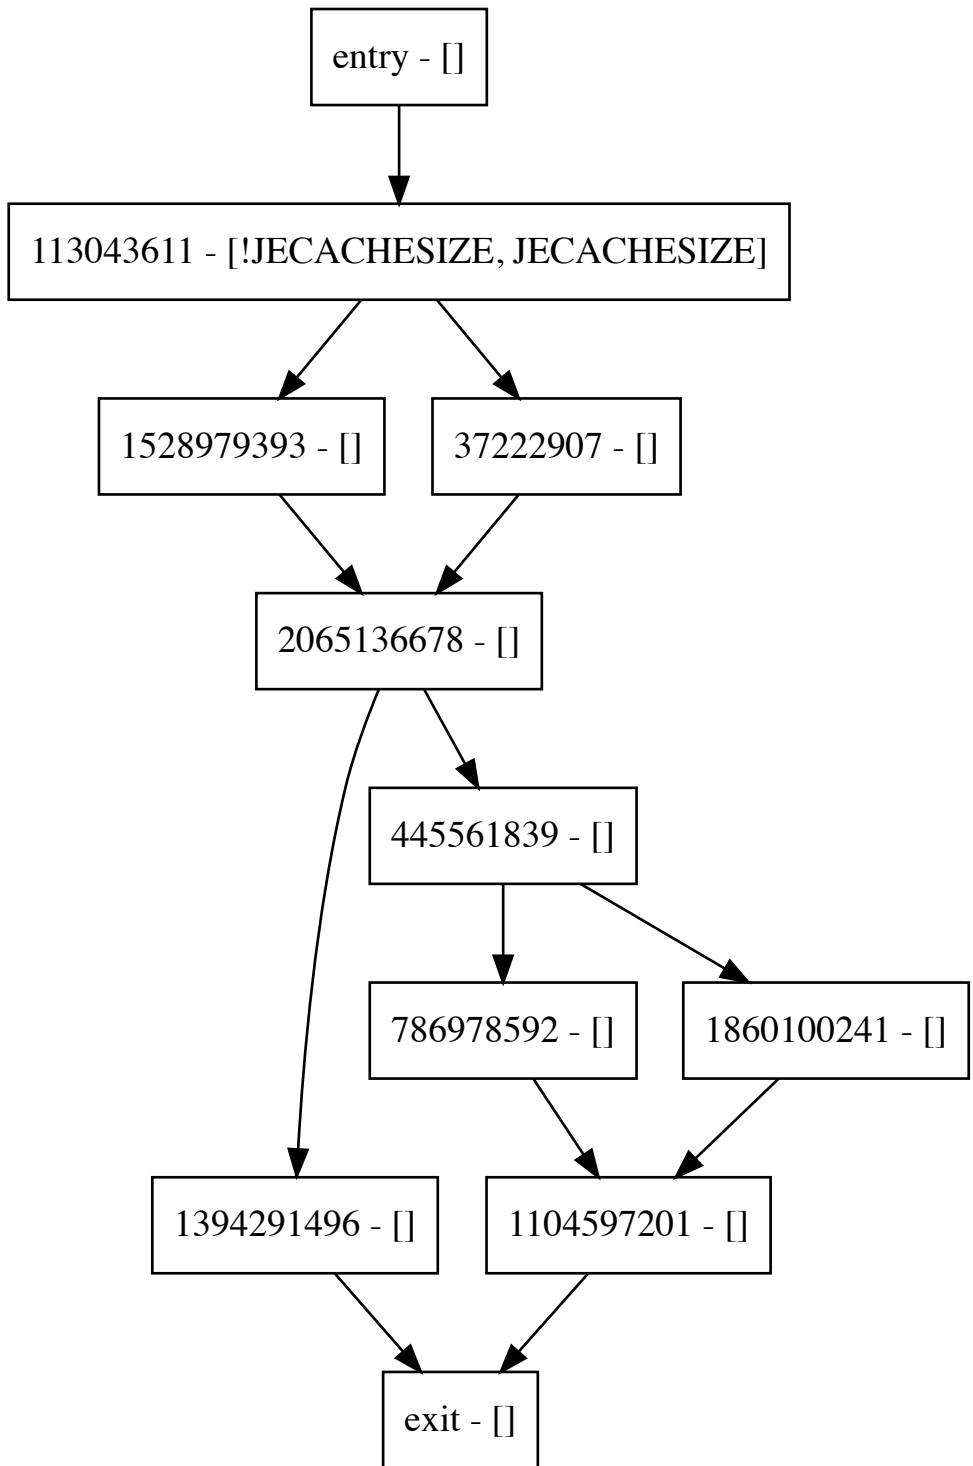 entry - []
113043611 - [!JECACHESIZE, JECACHESIZE]
1528979393 - []
37222907 - []
2065136678 - []
445561839 - []
786978592 - []
1860100241 - []
1394291496 - []
1104597201 - []
exit - []